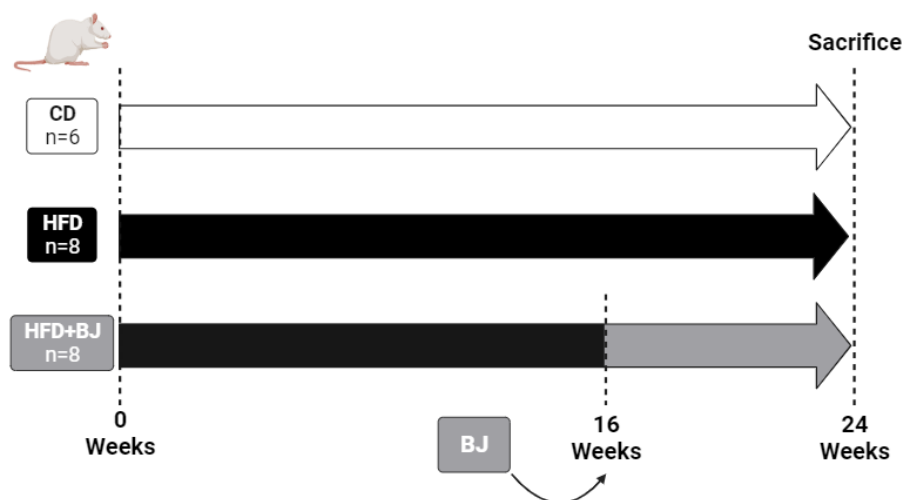 Sacrifice
CD
n=6
HFD
n=8
HFD+BJ
n=8
0
Weeks
BJ
16
Weeks
24
Weeks